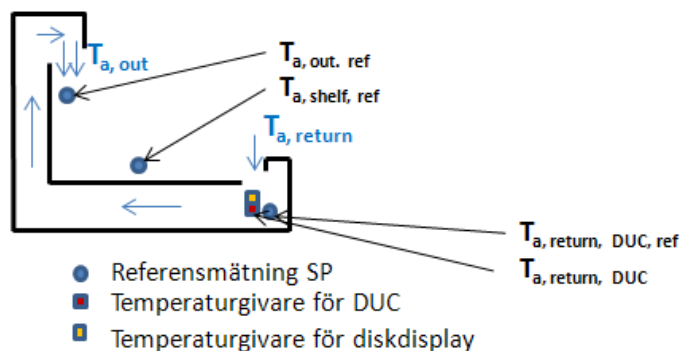 Ta, out
Ta, out. ref
Ta, shelf, ref
Ta, return
Ta, return, DUC, ref
Ta, return, DUC
Referensmätning SP
Temperaturgivare för DUC
Temperaturgivare för diskdisplay